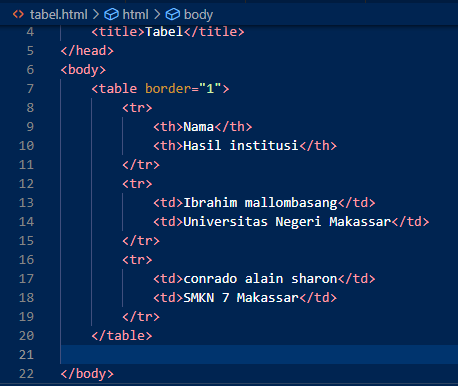 tabel.html > html > body
4 <title>Tabel</title>
5 </head>
6 <body>
7 <table border="1">
8 <tr>
9 <th>Nama</th>
10 <th>Hasil institusi</th>
11 </tr>
12 <tr>
13 <td>Ibrahim mallombasang</td>
14 <td>Universitas Negeri Makassar</td>
15 </tr>
16 <tr>
17 <td>conrado alain sharon</td>
18 <td>SMKN 7 Makassar</td>
19 </tr>
20 </table>
21
22 </body>